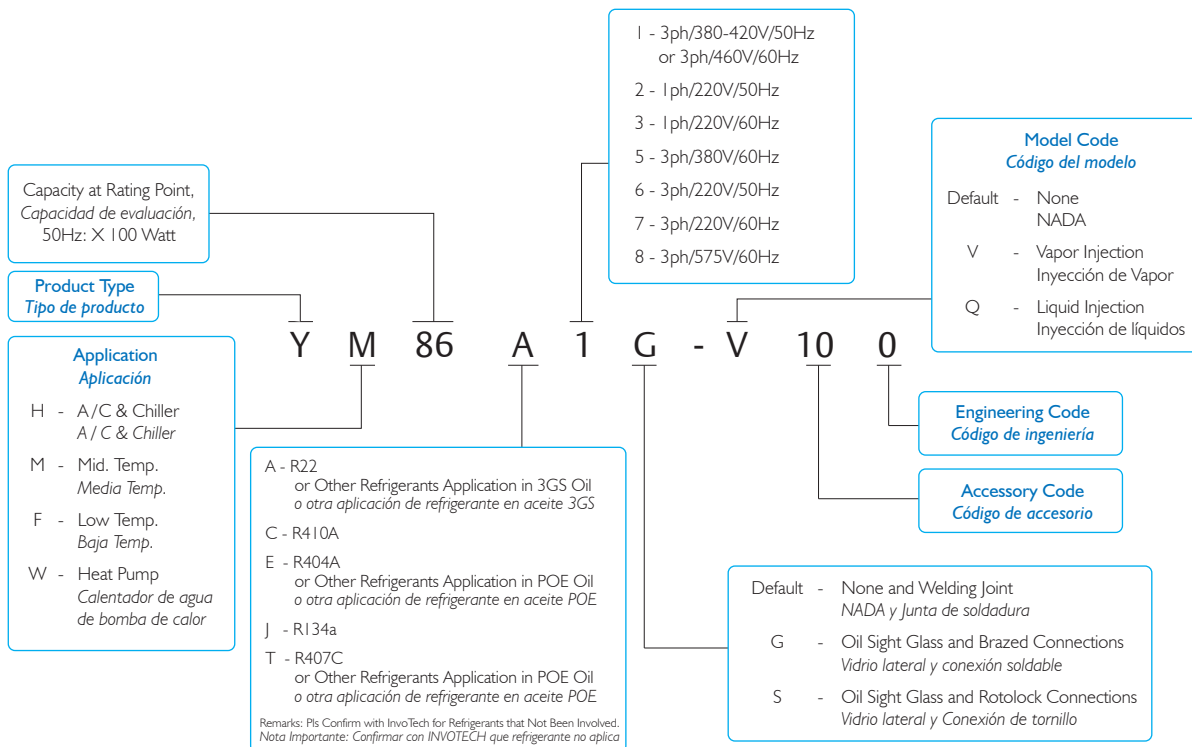 1 - 3ph/380-420V/50Hz
or 3ph/460V/60Hz
2 - 1ph/220V/50Hz
3 - 1ph/220V/60Hz
5 - 3ph/380V/60Hz
6 - 3ph/220V/50Hz
7 - 3ph/220V/60Hz
8 - 3ph/575V/60Hz
Model Code
Código del modelo
Default - None
NADA
V - Vapor Injection
Inyección de Vapor
Q - Liquid Injection
Inyección de líquidos
Capacity at Rating Point,
Capacidad de evaluación,
50Hz: X 100 Watt
Product Type
Tipo de producto
Y M 86 A 1 G - V 10 0
Application
Aplicación
H - A/C & Chiller
A / C & Chiller
M - Mid. Temp.
Media Temp.
F - Low Temp.
Baja Temp.
W - Heat Pump
Calentador de agua
de bomba de calor
A - R22
or Other Refrigerants Application in 3GS Oil
o otra aplicación de refrigerante en aceite 3GS
C - R410A
E - R404A
or Other Refrigerants Application in POE Oil
o otra aplicación de refrigerante en aceite POE
J - R134a
T - R407C
or Other Refrigerants Application in POE Oil
o otra aplicación de refrigerante en aceite POE
Remarks: Pls Confirm with InvoTech for Refrigerants that Not Been Involved.
Nota Importante: Confirmar con INVOTECH que refrigerante no aplica
Engineering Code
Código de ingeniería
Accessory Code
Código de accesorio
Default - None and Welding Joint
NADA y Junta de soldadura
G - Oil Sight Glass and Brazed Connections
Vidrio lateral y conexión soldable
S - Oil Sight Glass and Rotolock Connections
Vidrio lateral y Conexión de tornillo